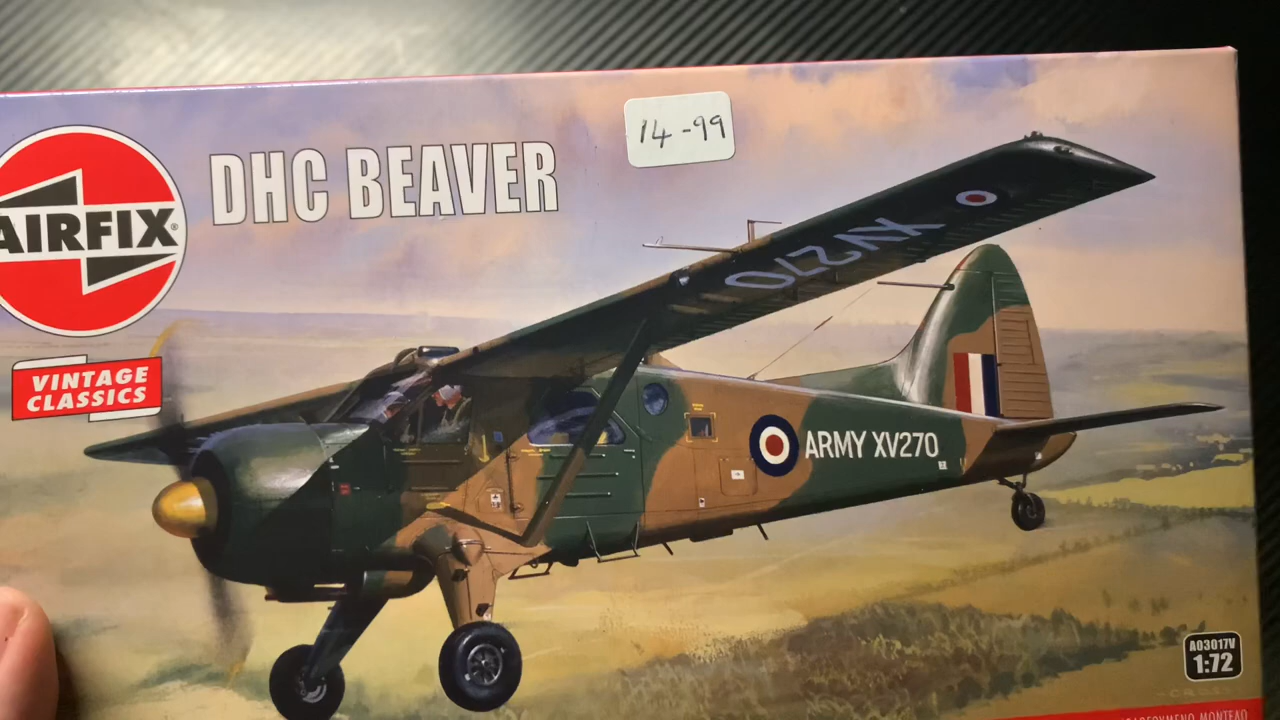 DHC BEAVER
14-99
AIRFIX®
VINTAGE
CLASSICS
XV270
ARMY XV270
A03017V
1:72